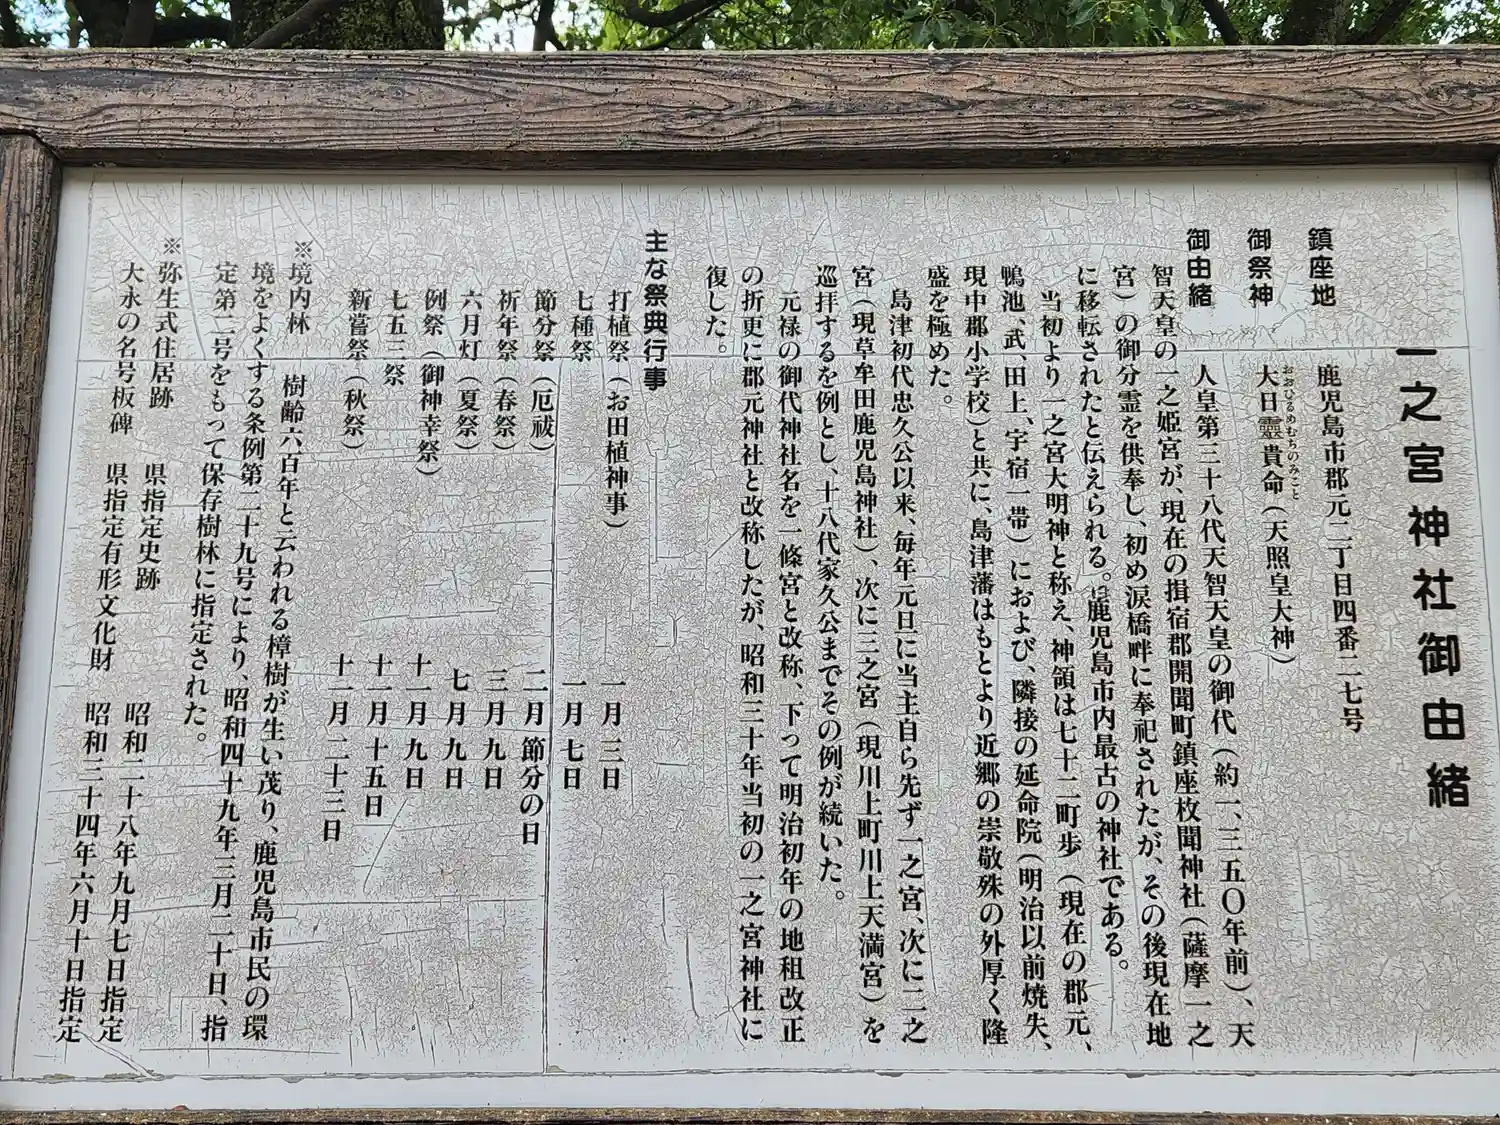 一之宮神社御由緒
鎮座地　鹿児島市郡元二丁目四番二七号
御祭神　大日靈貴命（天照皇大神）
おおひるめむちのみこと
御由緒　人皇第三十八代天智天皇の御代（約一、三五〇年前）、天
智天皇の一之姫宮が、現在の揖宿郡開聞町鎮座枚聞神社（薩摩一之
宮）の御分霊を供奉し、初め涙橋畔に奉祀されたが、その後現在地
に移転されたと伝えられる。鹿児島市内最古の神社である。
当初より一之宮大明神と称え、神領は七十二町歩（現在の郡元、
鴨池、武、田上、宇宿一帯）におよび、隣接の延命院（明治以前焼失、
現中郡小学校）と共に、島津藩はもとより近郷の崇敬殊の外厚く隆
盛を極めた。
島津初代忠久公以来、毎年元日に当主自ら先ず一之宮、次に二之
宮（現草牟田鹿児島神社）、次に三之宮（現川上町川上天満宮）を
巡拝するを例とし、十八代家久公までその例が続いた。
元禄の御代神社名を一條宮と改称、下って明治初年の地租改正
の折更に郡元神社と改称したが、昭和三十年当初の一之宮神社に
復した。
主な祭典行事
打植祭（お田植神事）　一月三日
七種祭　一月七日
節分祭（厄祓）　二月節分の日
祈年祭（春祭）　三月九日
六月灯（夏祭）　七月九日
例祭（御神幸祭）　十一月九日
七五三祭　十一月十五日
新嘗祭（秋祭）　十一月二十三日
※境内林　樹齢六百年と云われる樟樹が生い茂り、鹿児島市民の環
境をよくする条例第二十九号により、昭和四十九年三月二十日、指
定第二号をもって保存樹林に指定された。
※弥生式住居跡　県指定史跡　昭和二十八年九月七日指定
大永の名号板碑　県指定有形文化財　昭和三十四年六月十日指定